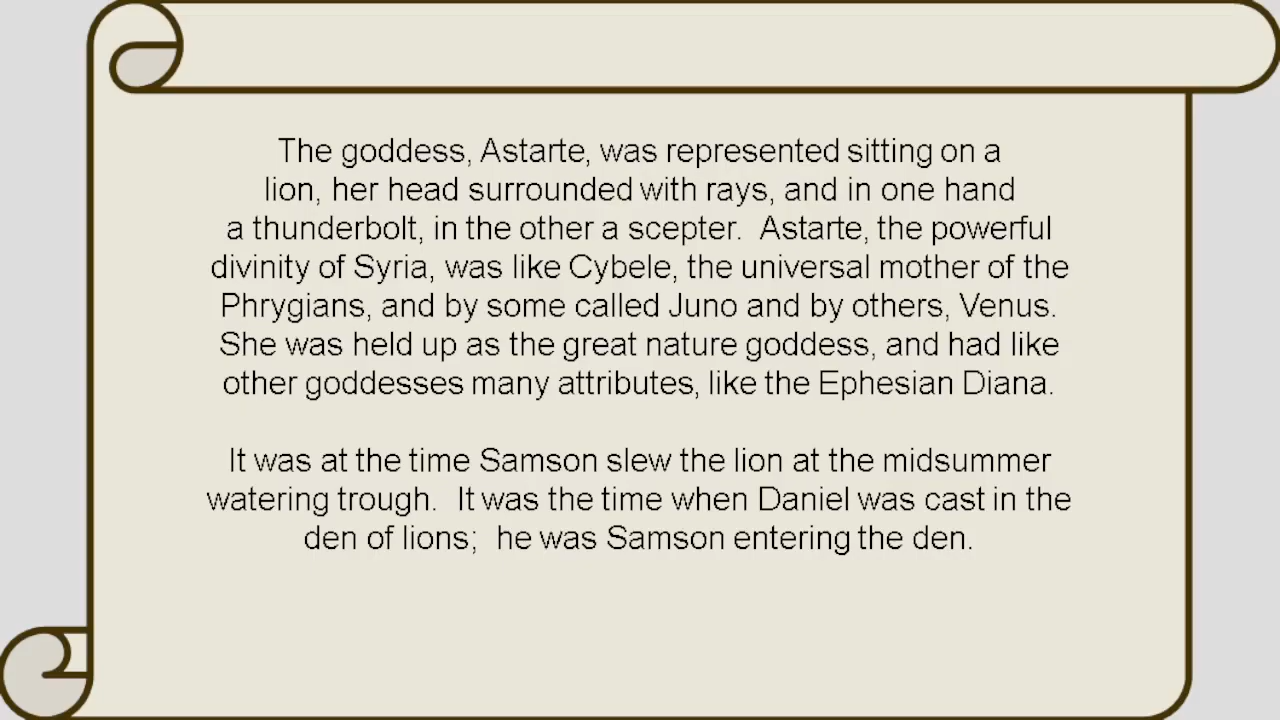 The goddess, Astarte, was represented sitting on a
lion, her head surrounded with rays, and in one hand
a thunderbolt, in the other a scepter.  Astarte, the powerful
divinity of Syria, was like Cybele, the universal mother of the
Phrygians, and by some called Juno and by others, Venus.
She was held up as the great nature goddess, and had like
other goddesses many attributes, like the Ephesian Diana.

It was at the time Samson slew the lion at the midsummer
watering trough.  It was the time when Daniel was cast in the
den of lions;  he was Samson entering the den.